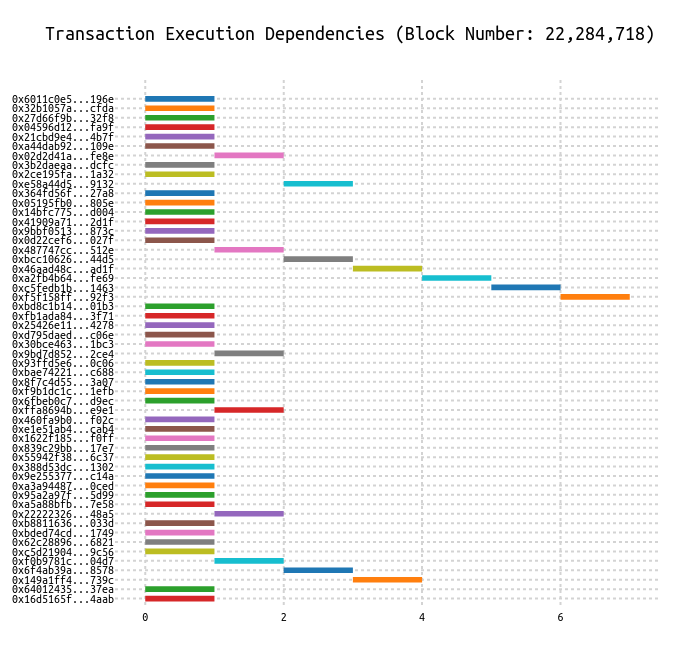 Transaction Execution Dependencies (Block Number: 22,284,718)
0x6011c0e5...196e
0x32b1057a...cfda
0x27d66f9b...32f8
0x04596d12...fa9f
0x21cbd9e4...4b7f
0xa44dab92...109e
0x02d2d41a...fe8e
0x3b2daeaa...dcfc
0x2ce195fa...1a32
0xe58a44d5...9132
0x364fd56f...27a8
0x05195fb0...805e
0x14bfc775...d004
0x41909a71...2d1f
0x9bbf0513...873c
0x0d22cef6...027f
0x487747cc...512e
0xbcc10626...44d5
0x46aad48c...ad1f
0xa2fb4b64...fe69
0xc5fedb1b...1463
0xf5f158ff...92f3
0xbd8c1b14...01b3
0xfb1ada84...3f71
0x25426e11...4278
0xd795daed...c06e
0x30bce463...1bc3
0x9bd7d852...2ce4
0x93ffd5e6...0c06
0xbae74221...c688
0x8f7c4d55...3a07
0xf9b1dc1c...1efb
0x6fbeb0c7...d9ec
0xffa8694b...e9e1
0x460fa9b0...f02c
0xe1e51ab4...cab4
0x1622f185...f0ff
0x839c29bb...17e7
0x55942f38...6c37
0x388d53dc...1302
0x9e255377...c14a
0xa3a94487...0ced
0x95a2a97f...5d99
0xa5a88bfb...7e58
0x22222326...48a5
0xb8811636...033d
0xbded74cd...1749
0x62c28896...6821
0xc5d21904...9c56
0xf0b9781c...04d7
0x6f4ab39a...8578
0x149a1ff4...739c
0x64012435...37ea
0x16d5165f...4aab
0 2 4 6